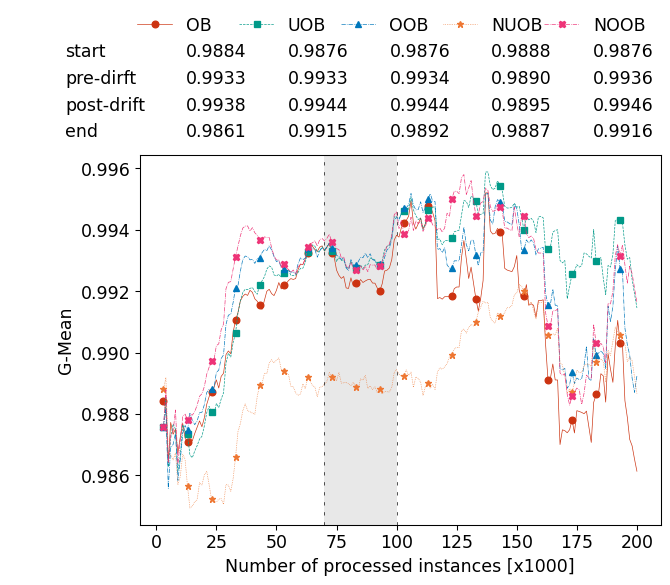 OB UOB OOB NUOB NOOB
start 0.9884 0.9876 0.9876 0.9888 0.9876
pre-dirft 0.9933 0.9933 0.9934 0.9890 0.9936
post-drift 0.9938 0.9944 0.9944 0.9895 0.9946
end 0.9861 0.9915 0.9892 0.9887 0.9916
0.996
0.994
0.992
0.990
0.988
0.986
G-Mean
0 25 50 75 100 125 150 175 200
Number of processed instances [x1000]